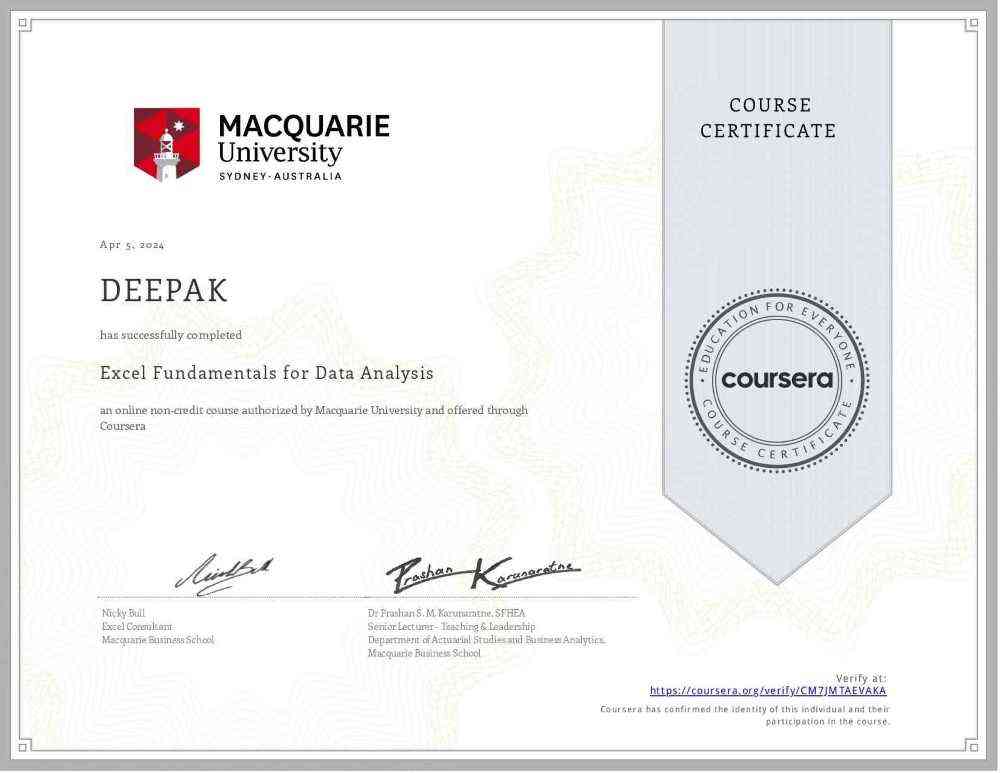 MACQUARIE
University
SYDNEY-AUSTRALIA
COURSE
CERTIFICATE
Apr 5, 2024
DEEPAK
has successfully completed
Excel Fundamentals for Data Analysis
an online non-credit course authorized by Macquarie University and offered through
Coursera
EDUCATION FOR EVERYONE
coursera
COURSE CERTIFICATE
Prashan Karunaratne
Nicky Bull
Excel Consultant
Macquarie Business School
Dr Prashan S. M. Karunaratne, SFHEA
Senior Lecturer - Teaching & Leadership
Department of Actuarial Studies and Business Analytics,
Macquarie Business School
Verify at:
https://coursera.org/verify/CM7JMTAEVAKA
Coursera has confirmed the identity of this individual and their
participation in the course.